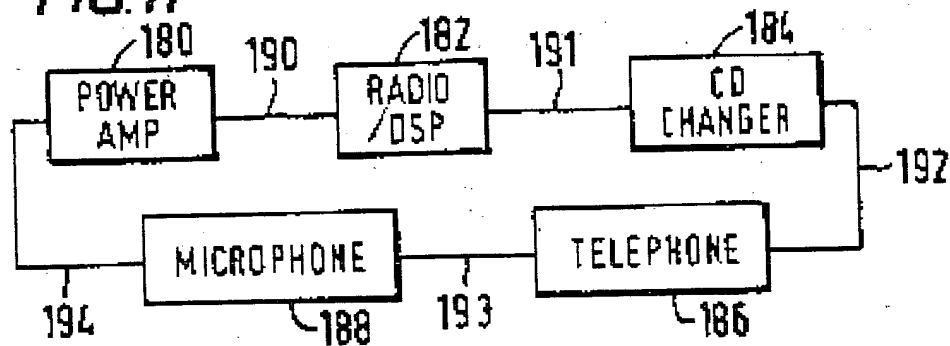 180
182
184
190
191
POWER
AMP
RADIO
/DSP
CD
CHANGER
192
MICROPHONE
TELEPHONE
194
188
193
186